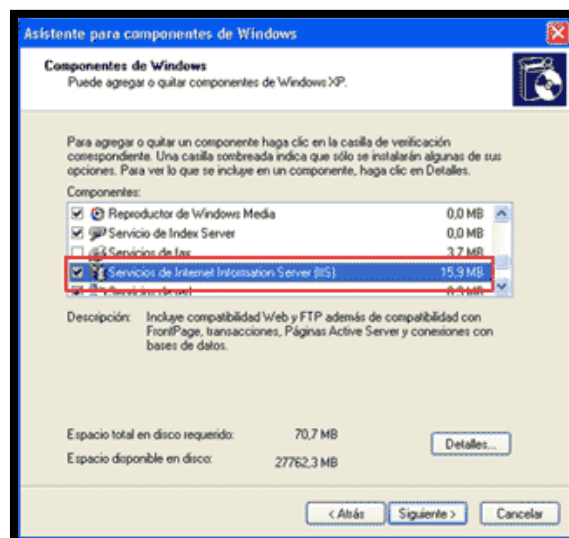 Asistente para componentes de Windows
Componentes de Windows
Puede agregar o quitar componentes de Windows XP.
Para agregar o quitar un componente haga clic en la casilla de verificación
correspondiente. Una casilla sombreada indica que sólo se instalarán algunas de sus
opciones. Para ver lo que se incluye en un componente, haga clic en Detalles.
Componentes:
Reproductor de Windows Media 0,0 MB
Servicio de Index Server 0,0 MB
Servicios de fax 3,7 MB
Servicios de Internet Information Server (IIS) 15,9 MB
Servicios de red 0,3 MB
Descripción: Incluye compatibilidad Web y FTP además de compatibilidad con
FrontPage, transacciones, Páginas Active Server y conexiones con
bases de datos.
Espacio total en disco requerido: 70,7 MB
Detalles...
Espacio disponible en disco: 27762,3 MB
< Atrás Siguiente > Cancelar